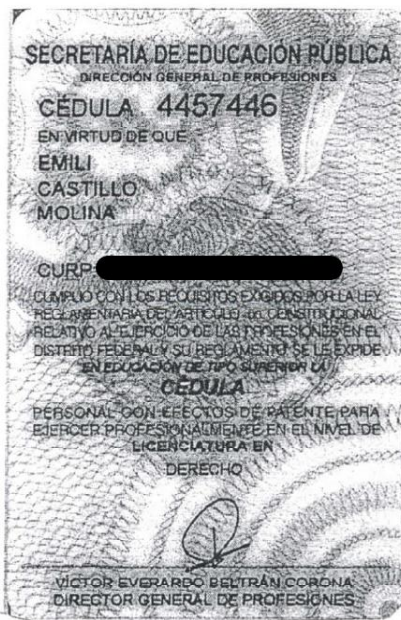 SECRETARÍA DE EDUCACIÓN PÚBLICA
DIRECCIÓN GENERAL DE PROFESIONES
CÉDULA 4457446
EN VIRTUD DE QUE
EMILI
CASTILLO
MOLINA
CURP
CUMPLIO CON LOS REQUISITOS EXIGIDOS POR LA LEY
REGLAMENTARIA DEL ARTÍCULO CONSTITUCIONAL
RELATIVO AL EJERCICIO DE LAS PROFESIONES EN EL
DISTRITO FEDERAL Y SU REGLAMENTO SE LE EXPIDE
EN EDUCACIÓN DE TIPO SUPERIOR LA
CÉDULA
PERSONAL CON EFECTOS DE PATENTE PARA
EJERCER PROFESIONALMENTE EN EL NIVEL DE
LICENCIATURA EN
DERECHO
VÍCTOR EVERARDO BELTRÁN CORONA
DIRECTOR GENERAL DE PROFESIONES